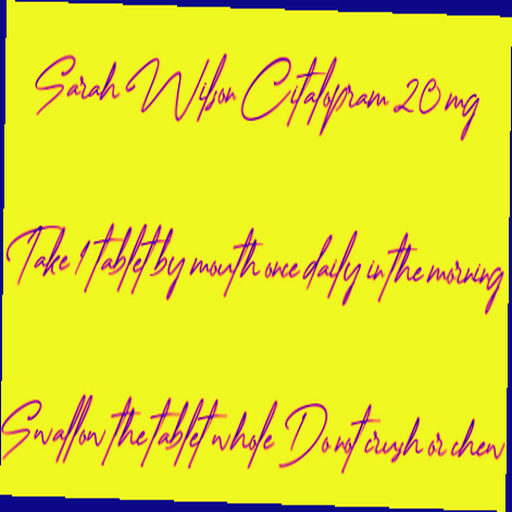 Sarah Wilson Citalopram 20 mg
Take 1 tablet by mouth once daily in the morning
Swallow the tablet whole Do not crush or chew